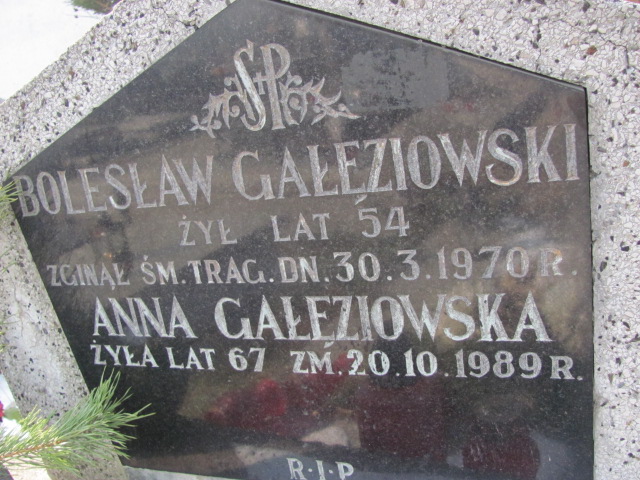 Ś†P
BOLESŁAW GAŁĘZIOWSKI
ŻYŁ LAT 54
ZGINĄŁ ŚM. TRAG. DN. 30. 3. 1970 R.
ANNA GAŁĘZIOWSKA
ŻYŁA LAT 67 ZM. 20.10.1989 R.
R·I·P